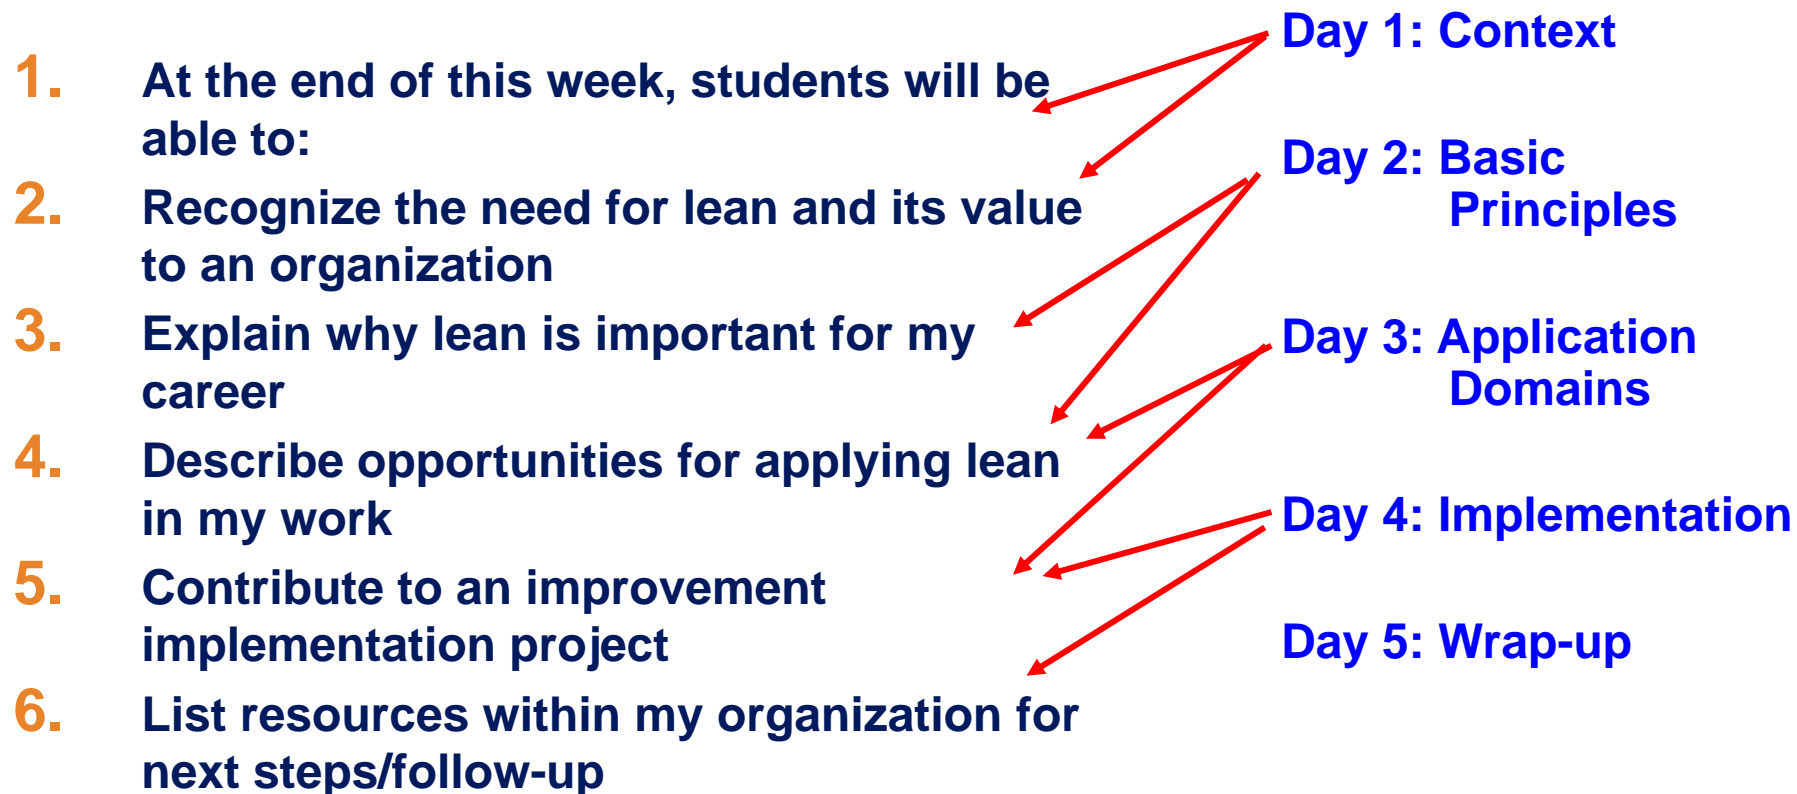 1. At the end of this week, students will be
able to:
2. Recognize the need for lean and its value
to an organization
3. Explain why lean is important for my
career
4. Describe opportunities for applying lean
in my work
5. Contribute to an improvement
implementation project
6. List resources within my organization for
next steps/follow-up
Day 1: Context
Day 2: Basic
Principles
Day 3: Application
Domains
Day 4: Implementation
Day 5: Wrap-up